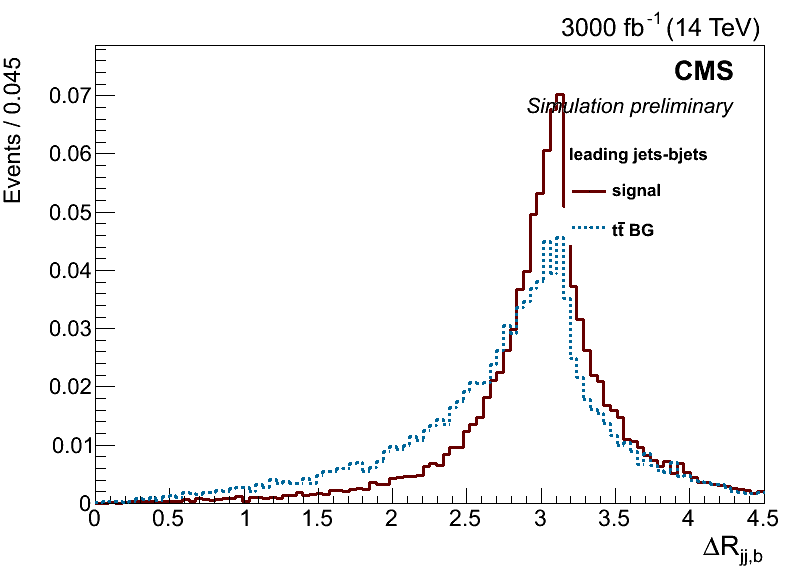 3000 fb⁻¹ (14 TeV)
Events / 0.045
CMS
Simulation preliminary
leading jets-bjets
signal
tt̄ BG
0.07
0.06
0.05
0.04
0.03
0.02
0.01
0
0 0.5 1 1.5 2 2.5 3 3.5 4 4.5
ΔR_jj,b